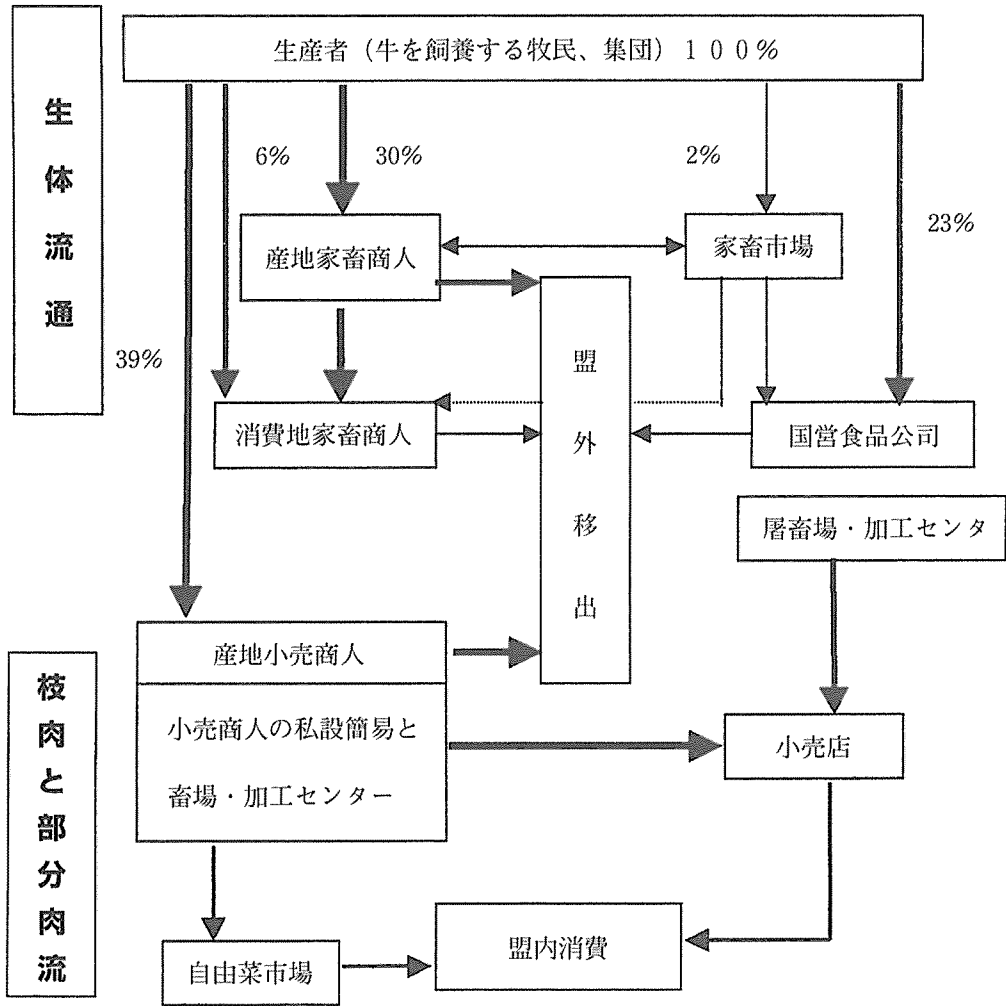 生体流通
生産者（牛を飼養する牧民、集団）１００%
6%
30%
2%
23%
39%
産地家畜商人
家畜市場
盟外移出
消費地家畜商人
国営食品公司
屠畜場・加工センタ
枝肉と部分肉流
産地小売商人
小売商人の私設簡易と
畜場・加工センター
小売店
盟内消費
自由菜市場